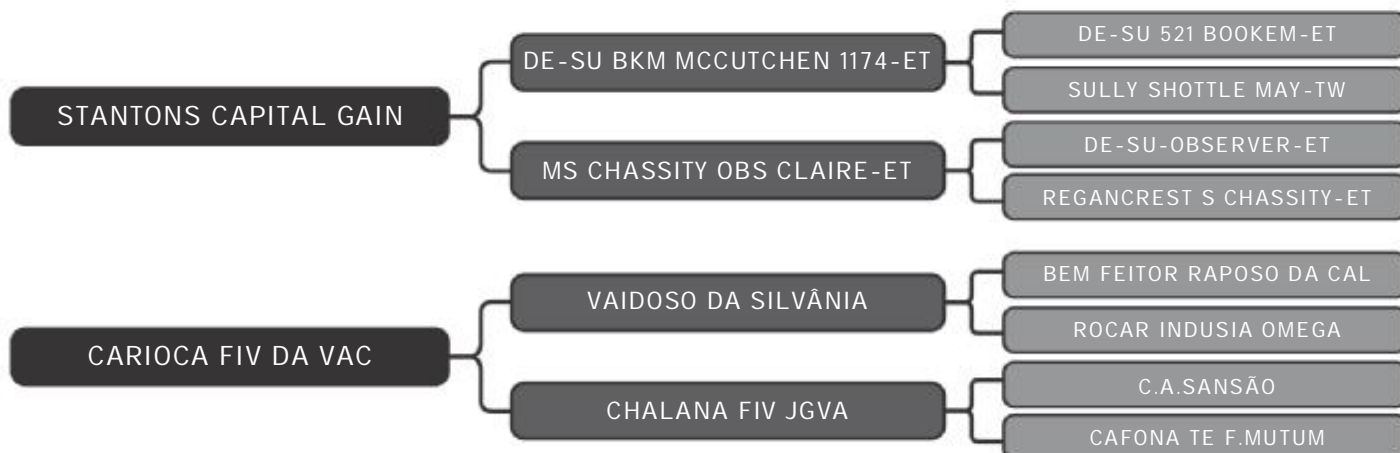 STANTONS CAPITAL GAIN
DE-SU BKM MCCUTCHEN 1174-ET
DE-SU 521 BOOKEM-ET
SULLY SHOTTLE MAY-TW
MS CHASSITY OBS CLAIRE-ET
DE-SU-OBSERVER-ET
REGANCREST S CHASSITY-ET
CARIOCA FIV DA VAC
VAIDOSO DA SILVÂNIA
BEM FEITOR RAPOSO DA CAL
ROCAR INDUSIA OMEGA
CHALANA FIV JGVA
C.A.SANSÃO
CAFONA TE F.MUTUM